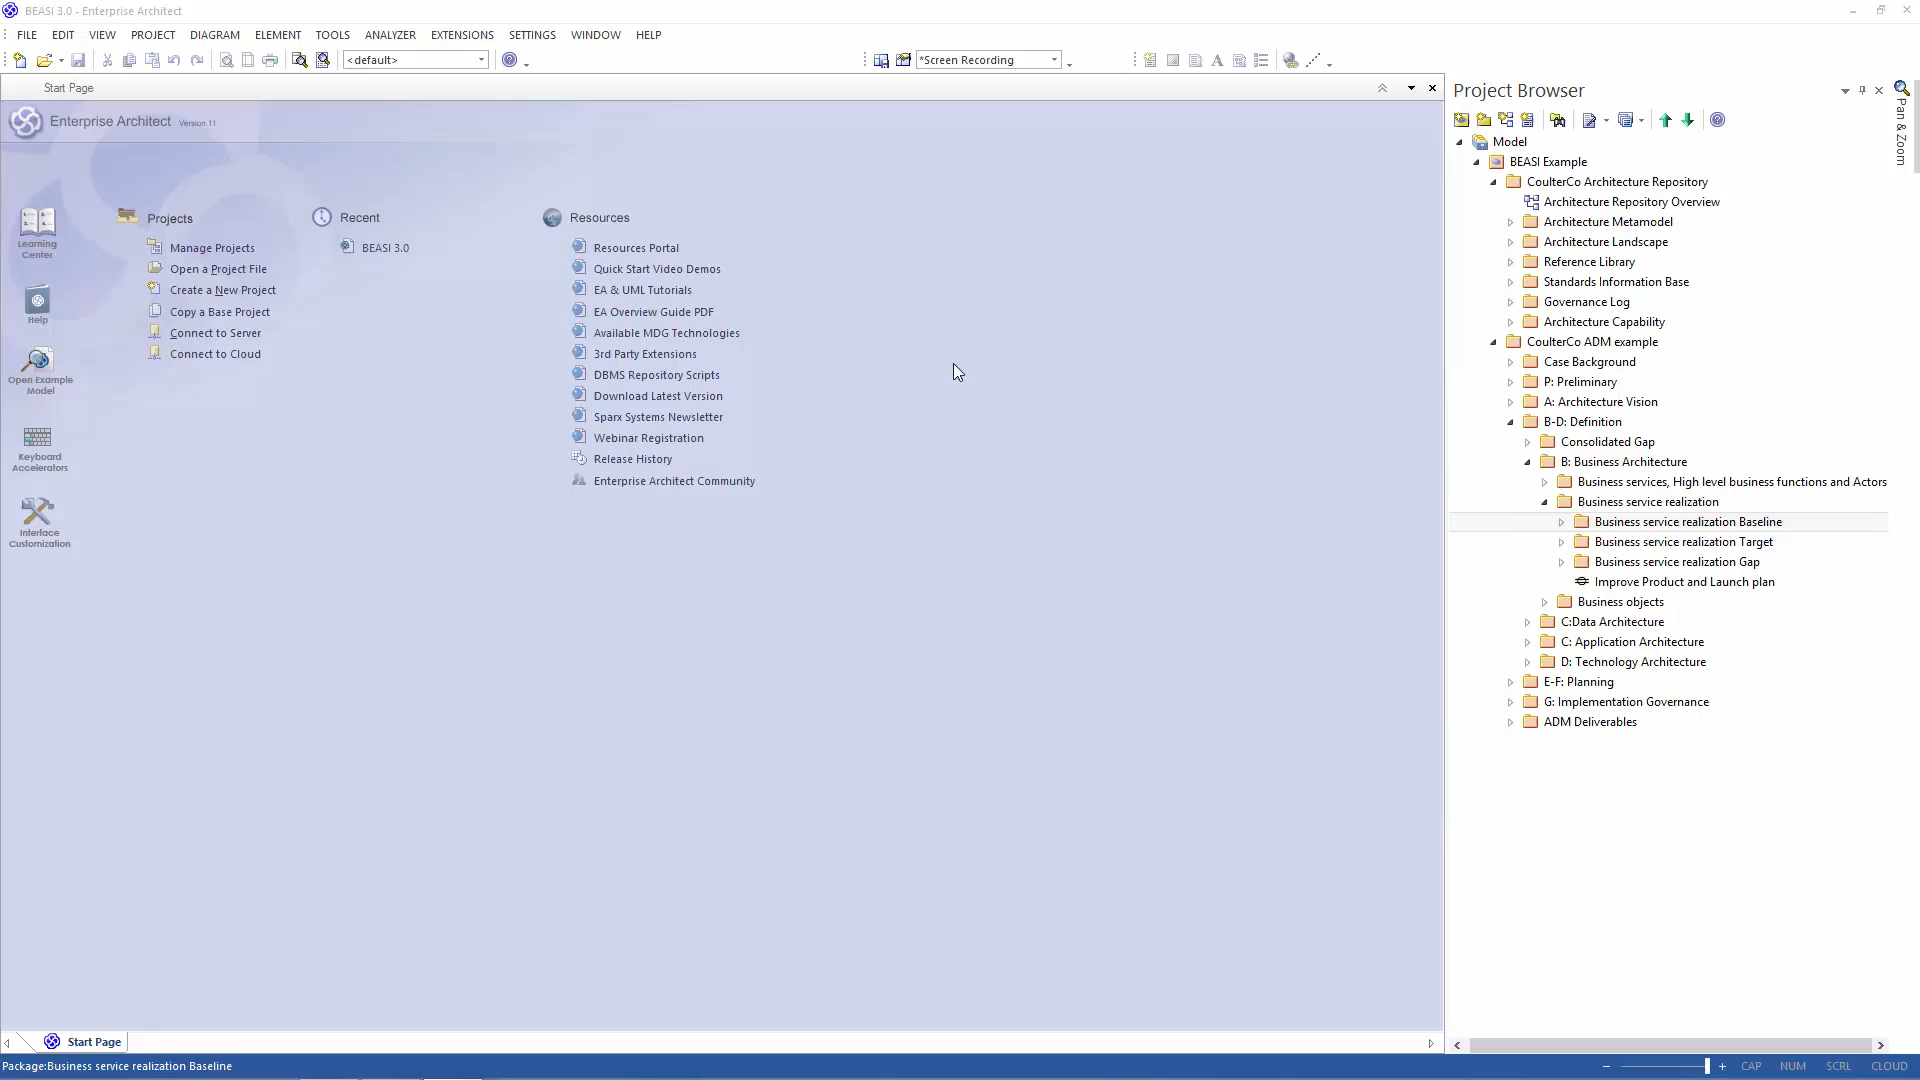 BEASI 3.0 - Enterprise Architect
FILE EDIT VIEW PROJECT DIAGRAM ELEMENT TOOLS ANALYZER EXTENSIONS SETTINGS WINDOW HELP
<default>
*Screen Recording
Start Page
Enterprise Architect Version 11
Learning
Center
Help
Open Example
Model
Keyboard
Accelerators
Interface
Customization
Projects
Manage Projects
Open a Project File
Create a New Project
Copy a Base Project
Connect to Server
Connect to Cloud
Recent
BEASI 3.0
Resources
Resources Portal
Quick Start Video Demos
EA & UML Tutorials
EA Overview Guide PDF
Available MDG Technologies
3rd Party Extensions
DBMS Repository Scripts
Download Latest Version
Sparx Systems Newsletter
Webinar Registration
Release History
Enterprise Architect Community
Project Browser
Model
BEASI Example
CoulterCo Architecture Repository
Architecture Repository Overview
Architecture Metamodel
Architecture Landscape
Reference Library
Standards Information Base
Governance Log
Architecture Capability
CoulterCo ADM example
Case Background
P: Preliminary
A: Architecture Vision
B-D: Definition
Consolidated Gap
B: Business Architecture
Business services, High level business functions and Actors
Business service realization
Business service realization Baseline
Business service realization Target
Business service realization Gap
Improve Product and Launch plan
Business objects
C:Data Architecture
C: Application Architecture
D: Technology Architecture
E-F: Planning
G: Implementation Governance
ADM Deliverables
Pan & Zoom
Start Page
Package:Business service realization Baseline
CAP NUM SCRL CLOUD